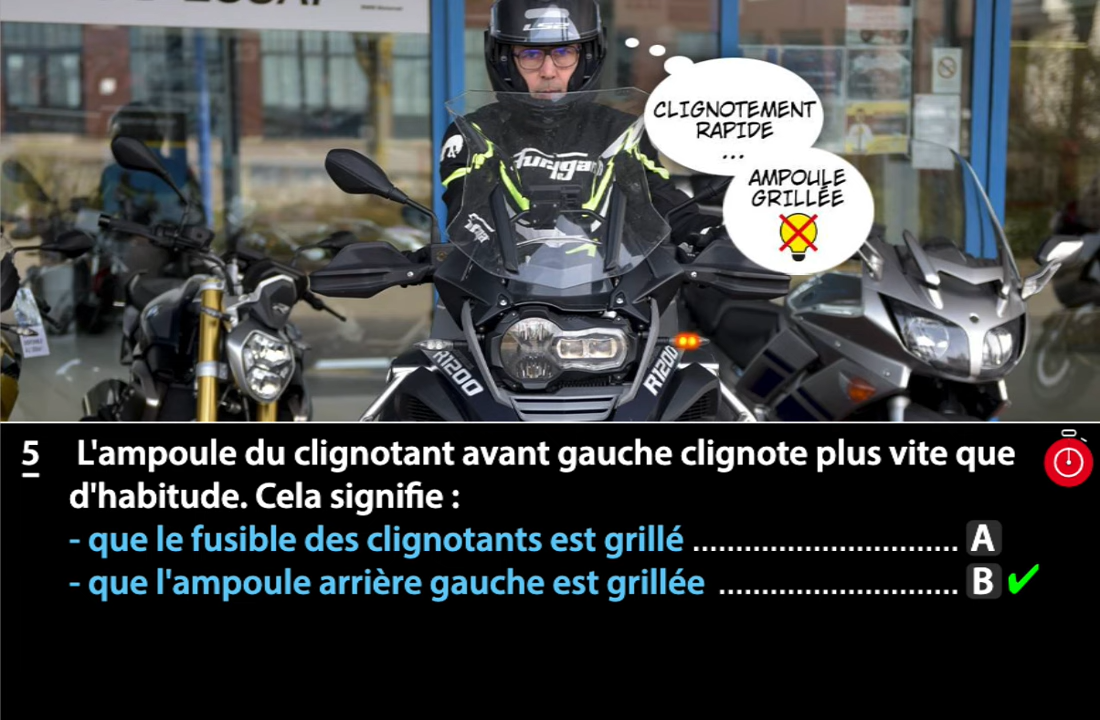 LS2
CLIGNOTEMENT
RAPIDE
...
AMPOULE
GRILLÉE
furygan
R1200
R1200
5 L'ampoule du clignotant avant gauche clignote plus vite que
d'habitude. Cela signifie :
- que le fusible des clignotants est grillé .............................. A
- que l'ampoule arrière gauche est grillée ........................... B ✔